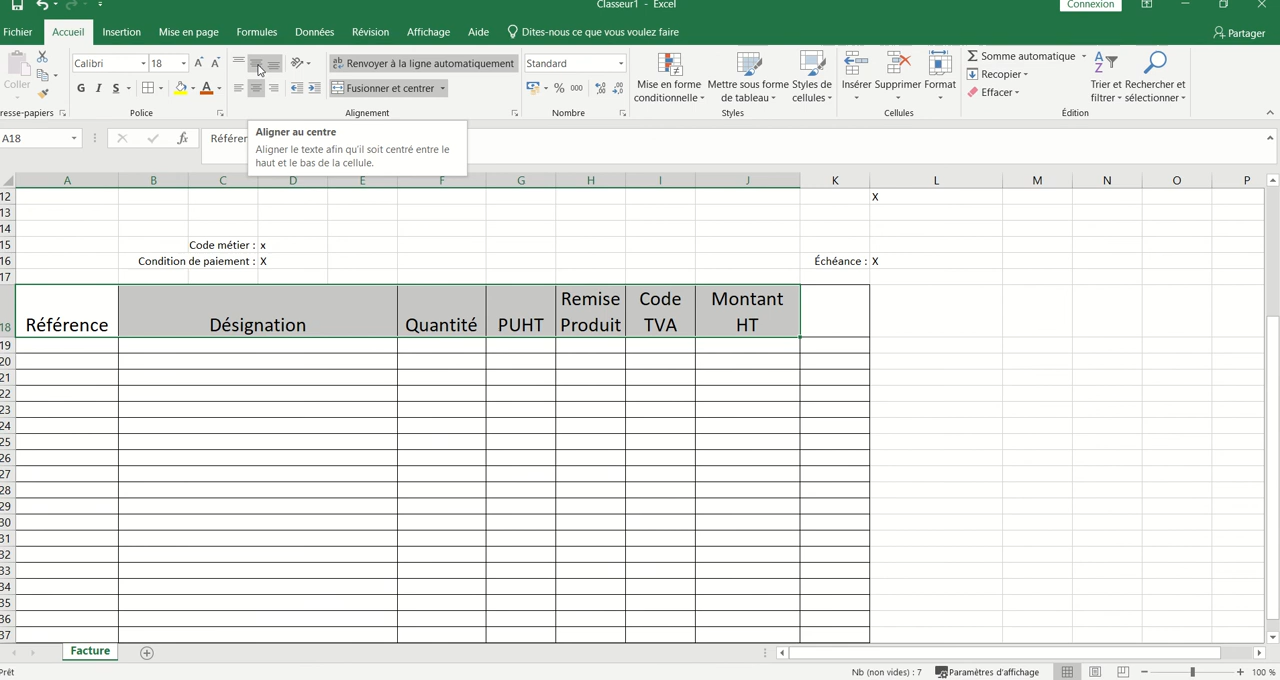 Classeur1 - Excel
Connexion
Fichier Accueil Insertion Mise en page Formules Données Révision Affichage Aide Dites-nous ce que vous voulez faire Partager
Coller
Calibri 18 A A
G I S A
resse-papiers Police
ab Renvoyer à la ligne automatiquement
Fusionner et centrer
Alignement
Standard
% 000
Nombre
Mise en forme conditionnelle
Mettre sous forme de tableau
Styles de cellules
Styles
Insérer Supprimer Format
Cellules
Somme automatique
Recopier
Effacer
Trier et filtrer
Rechercher et sélectionner
Édition
A18 fx Référen
Aligner au centre
Aligner le texte afin qu'il soit centré entre le
haut et le bas de la cellule.
A B C D E F G H I J K L M N O P
12 X
13
14
15 Code métier : x
16 Condition de paiement : X Échéance : X
17
18 Référence Désignation Quantité PUHT Remise Produit Code TVA Montant HT
19
20
21
22
23
24
25
26
27
28
29
30
31
32
33
34
35
36
37
Facture
Prêt Nb (non vides) : 7 Paramètres d'affichage 100 %